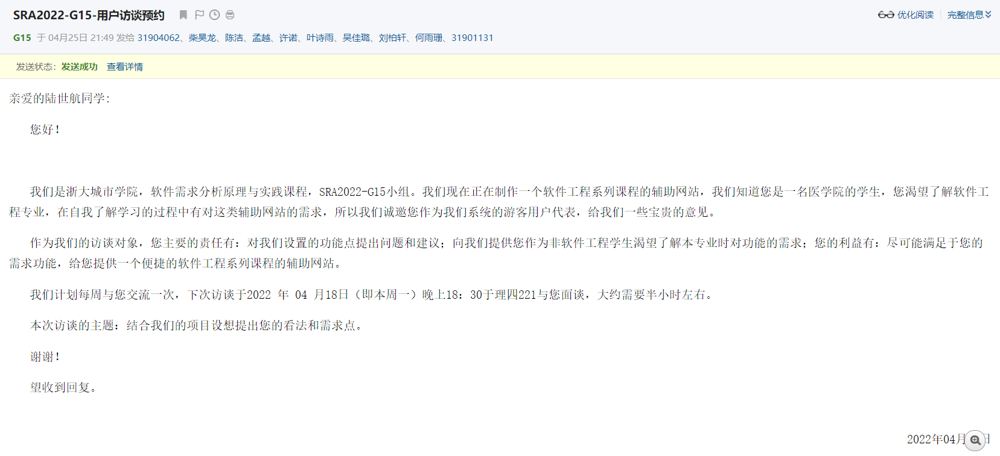 SRA2022-G15-用户访谈预约
优化阅读 完整信息
G15 于 04月25日 21:49 发送给 31904062、柴昊龙、陈洁、孟越、许诺、叶诗雨、吴佳璐、刘柏轩、何雨珊、31901131
发送状态：发送成功 查看详情
亲爱的陆世航同学:
您好！
我们是浙大城市学院，软件需求分析原理与实践课程，SRA2022-G15小组。我们现在正在制作一个软件工程系列课程的辅助网站，我们知道您是一名医学院的学生，您渴望了解软件工
程专业，在自我了解学习的过程中有对这类辅助网站的需求，所以我们诚邀您作为我们系统的游客用户代表，给我们一些宝贵的意见。
作为我们的访谈对象，您主要的责任有：对我们设置的功能点提出问题和建议；向我们提供您作为非软件工程学生渴望了解本专业时对功能的需求；您的利益有：尽可能满足于您的
需求功能，给您提供一个便捷的软件工程系列课程的辅助网站。
我们计划每周与您交流一次，下次访谈于2022 年 04 月18日（即本周一）晚上18：30于理四221与您面谈，大约需要半小时左右。
本次访谈的主题：结合我们的项目设想提出您的看法和需求点。
谢谢！
望收到回复。
2022年04月 日